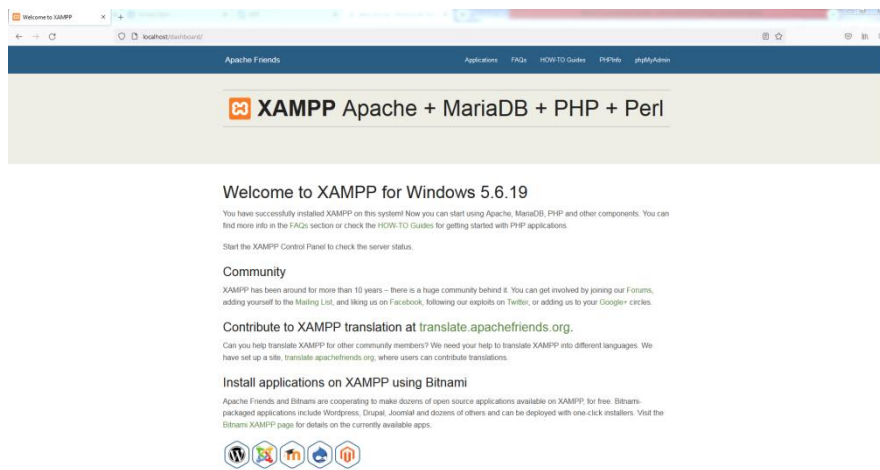 Welcome to XAMPP
localhost/dashboard/
Apache Friends
Applications FAQs HOW-TO Guides PHPInfo phpMyAdmin
XAMPP Apache + MariaDB + PHP + Perl
Welcome to XAMPP for Windows 5.6.19
You have successfully installed XAMPP on this system! Now you can start using Apache, MariaDB, PHP and other components. You can
find more info in the FAQs section or check the HOW-TO Guides for getting started with PHP applications.
Start the XAMPP Control Panel to check the server status.
Community
XAMPP has been around for more than 10 years – there is a huge community behind it. You can get involved by joining our Forums,
adding yourself to the Mailing List, and liking us on Facebook, following our exploits on Twitter, or adding us to your Google+ circles.
Contribute to XAMPP translation at translate.apachefriends.org.
Can you help translate XAMPP for other community members? We need your help to translate XAMPP into different languages. We
have set up a site, translate.apachefriends.org, where users can contribute translations.
Install applications on XAMPP using Bitnami
Apache Friends and Bitnami are cooperating to make dozens of open source applications available on XAMPP, for free. Bitnami-
packaged applications include Wordpress, Drupal, Joomla! and dozens of others and can be deployed with one-click installers. Visit the
Bitnami XAMPP page for details on the currently available apps.